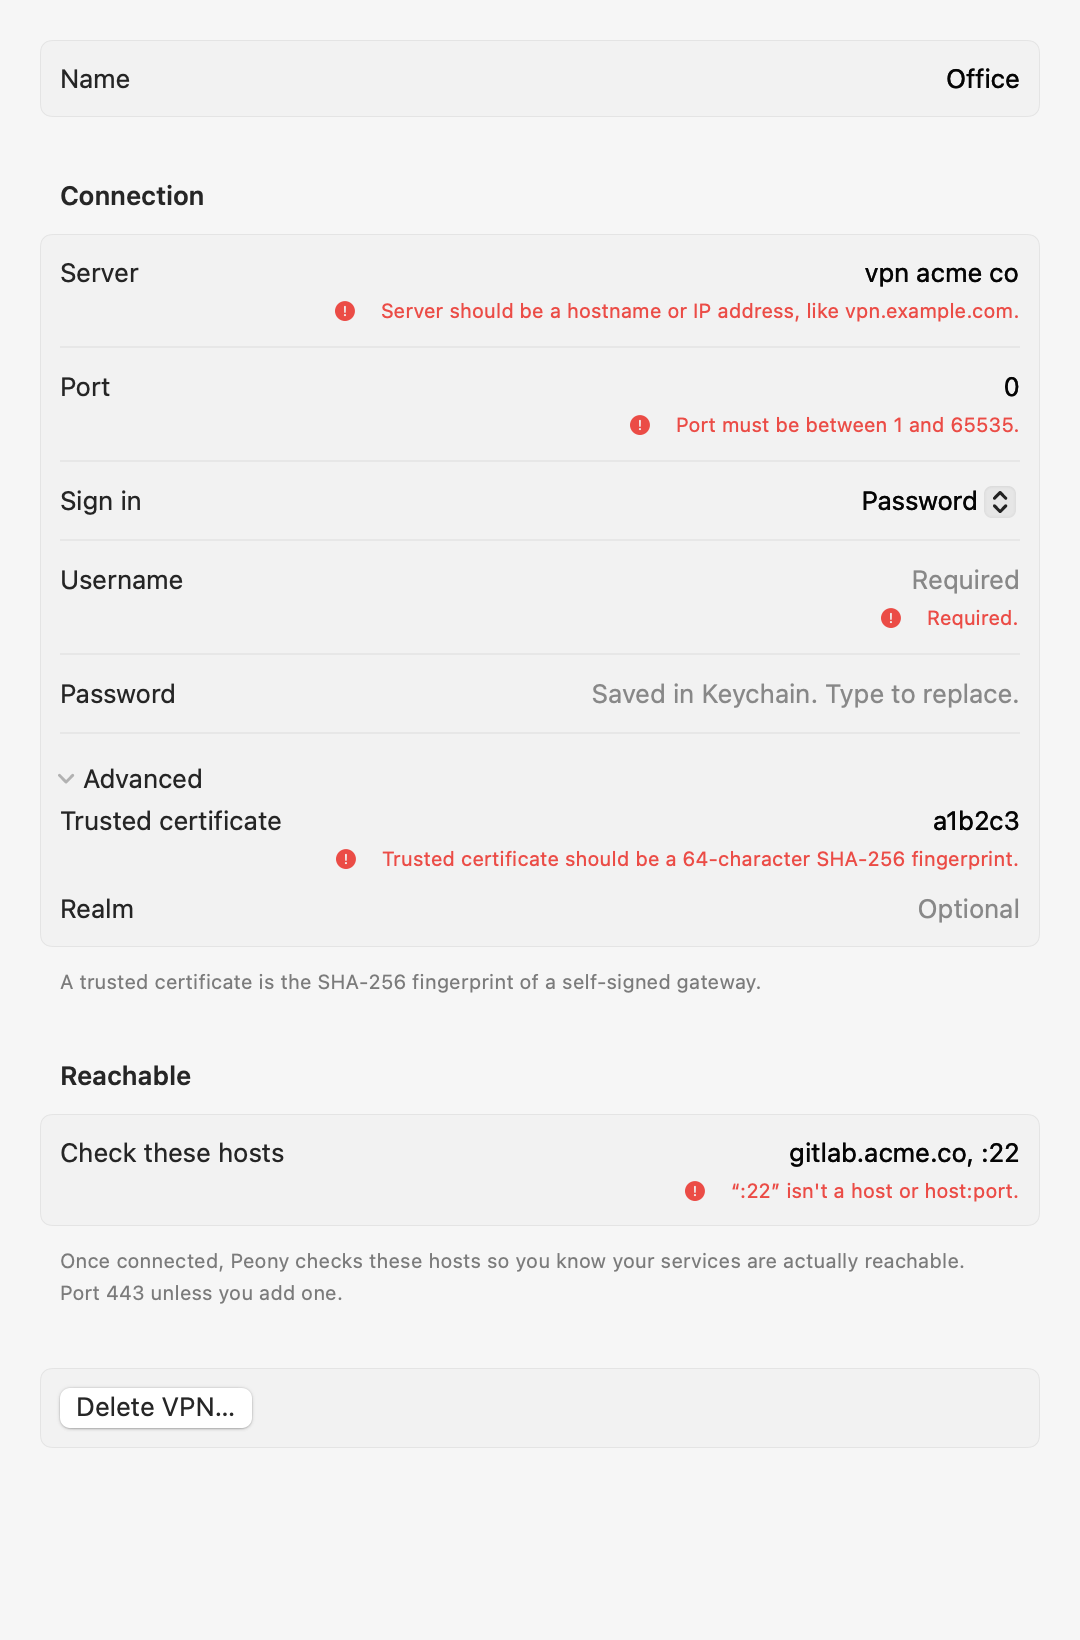 Name
Office
Connection
Server
vpn acme co
Server should be a hostname or IP address, like vpn.example.com.
Port
0
Port must be between 1 and 65535.
Sign in
Password
Username
Required
Required.
Password
Saved in Keychain. Type to replace.
Advanced
Trusted certificate
a1b2c3
Trusted certificate should be a 64-character SHA-256 fingerprint.
Realm
Optional
A trusted certificate is the SHA-256 fingerprint of a self-signed gateway.
Reachable
Check these hosts
gitlab.acme.co, :22
“:22” isn't a host or host:port.
Once connected, Peony checks these hosts so you know your services are actually reachable.
Port 443 unless you add one.
Delete VPN...